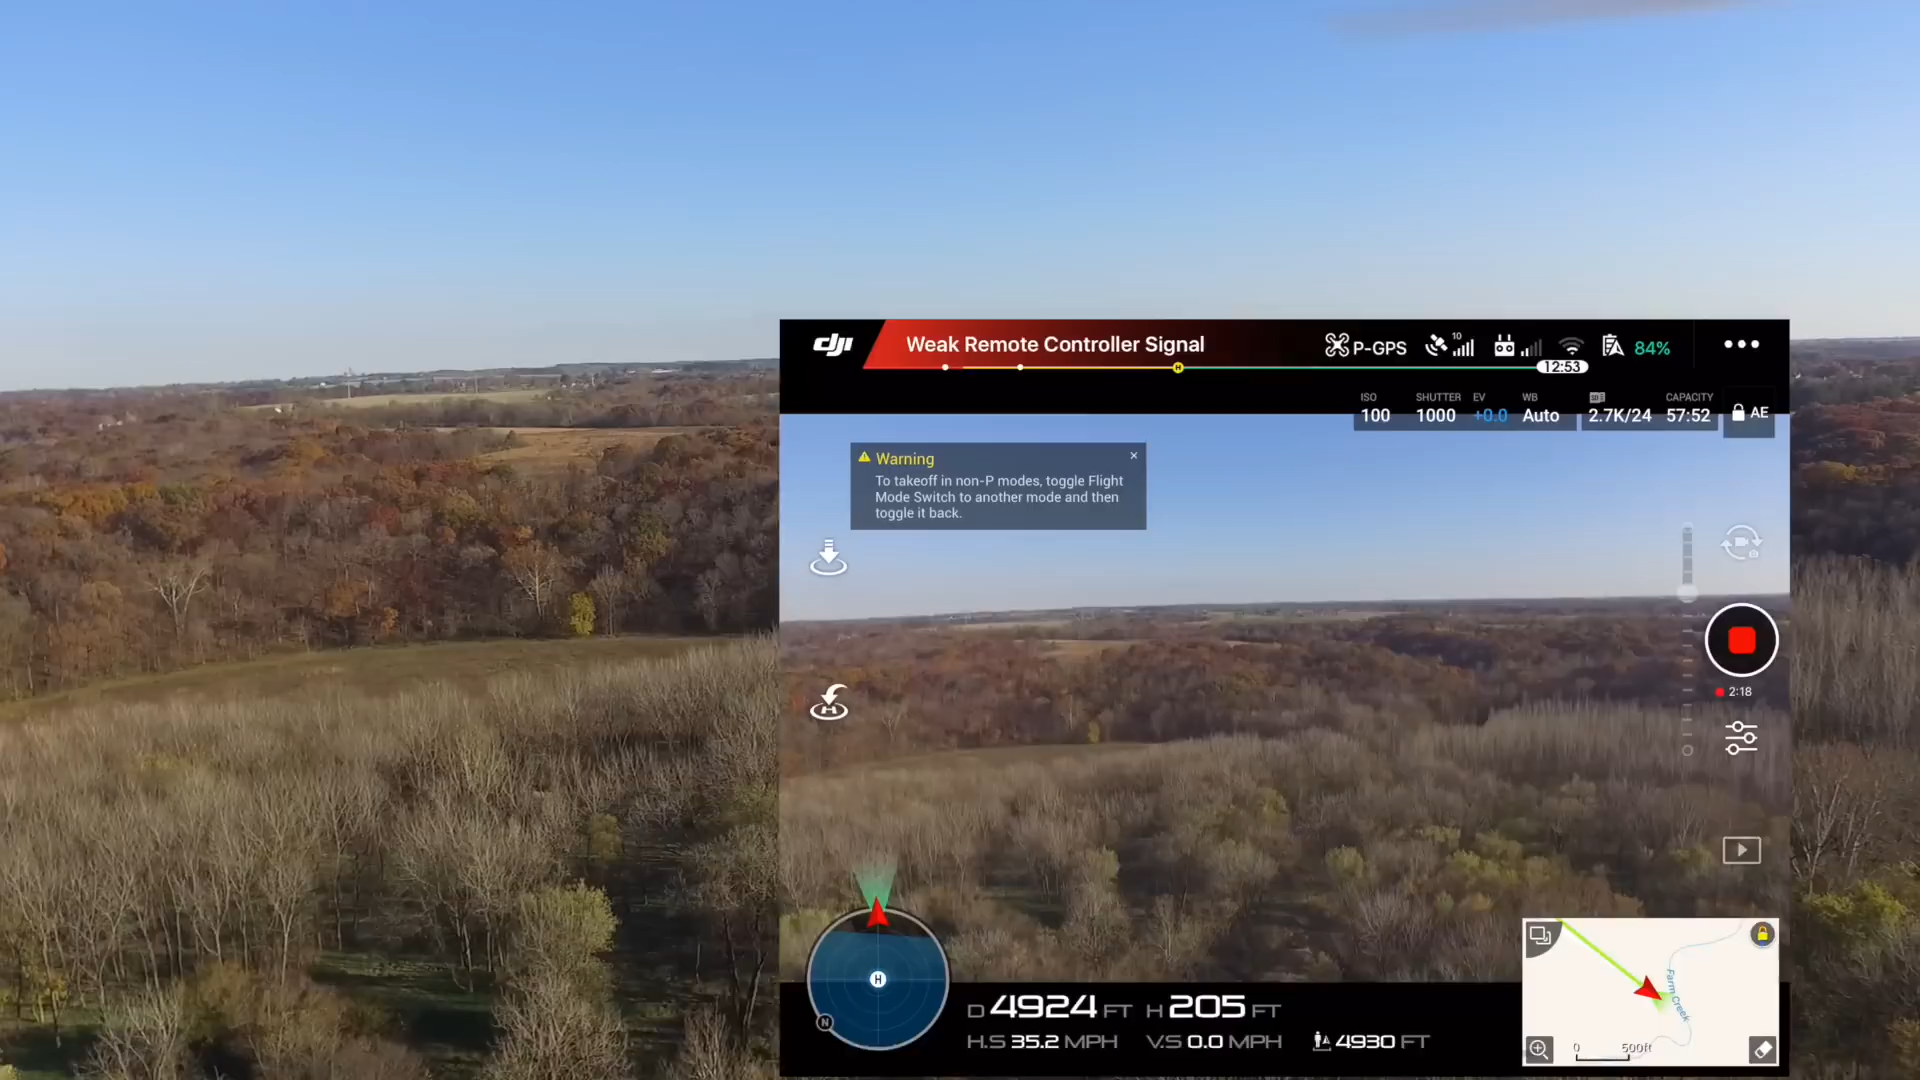 dji
Weak Remote Controller Signal
P-GPS
10
84%
12:53
H
ISO
100
SHUTTER
1000
EV
+0.0
WB
Auto
2.7K/24
CAPACITY
57:52
AE
Warning
To takeoff in non-P modes, toggle Flight
Mode Switch to another mode and then
toggle it back.
H
2:18
H
N
D 4924 FT H 205 FT
H.S 35.2 MPH V.S 0.0 MPH 4930 FT
Farm Creek
0 500ft